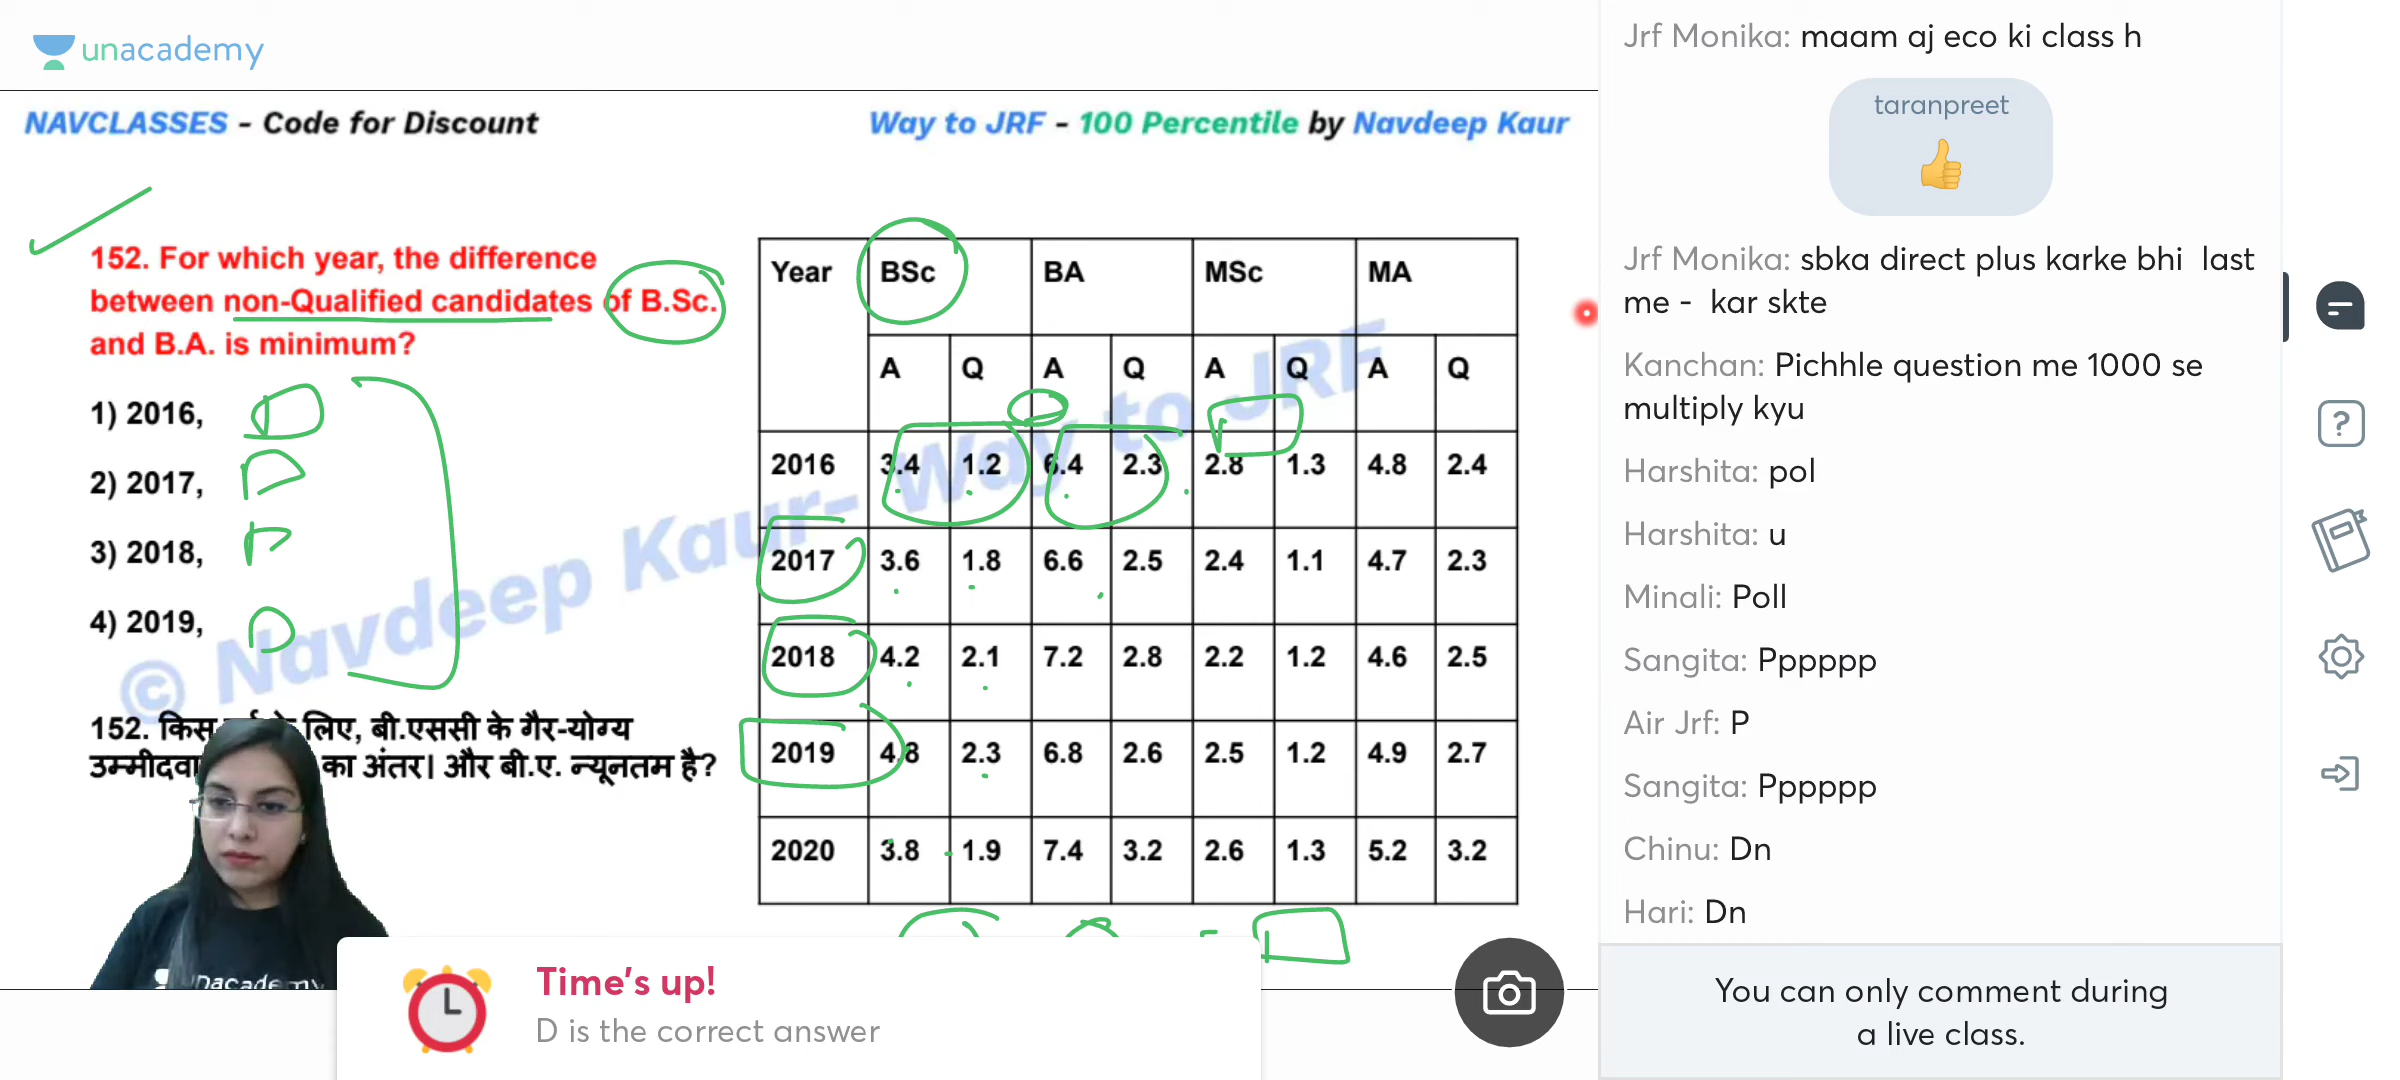 unacademy
NAVCLASSES - Code for Discount
Way to JRF - 100 Percentile by Navdeep Kaur
152. For which year, the difference
between non-Qualified candidates of B.Sc.
and B.A. is minimum?
1) 2016,
2) 2017,
3) 2018,
4) 2019,
152. किस लिए, बी.एससी के गैर-योग्य
का अंतर। और बी.ए. न्यूनतम है?
© Navdeep Kaur- Way to JRF
Year BSc BA MSc MA
A Q A Q A Q A Q
2016 3.4 1.2 6.4 2.3 2.8 1.3 4.8 2.4
2017 3.6 1.8 6.6 2.5 2.4 1.1 4.7 2.3
2018 4.2 2.1 7.2 2.8 2.2 1.2 4.6 2.5
2019 4.8 2.3 6.8 2.6 2.5 1.2 4.9 2.7
2020 3.8 1.9 7.4 3.2 2.6 1.3 5.2 3.2
Time's up!
D is the correct answer
Jrf Monika: maam aj eco ki class h
taranpreet
Jrf Monika: sbka direct plus karke bhi last
me - kar skte
Kanchan: Pichhle question me 1000 se
multiply kyu
Harshita: pol
Harshita: u
Minali: Poll
Sangita: Pppppp
Air Jrf: P
Sangita: Pppppp
Chinu: Dn
Hari: Dn
You can only comment during
a live class.